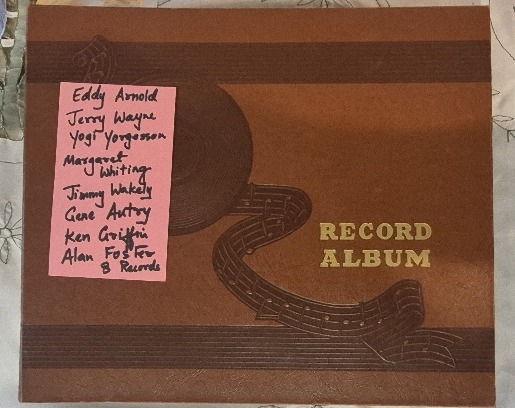 Eddy Arnold
Jerry Wayne
Yogi Yorgesson
Margaret
Whiting
Jimmy Wakely
Gene Autry
Ken Griffin
Alan Foster
8 Records
RECORD
ALBUM